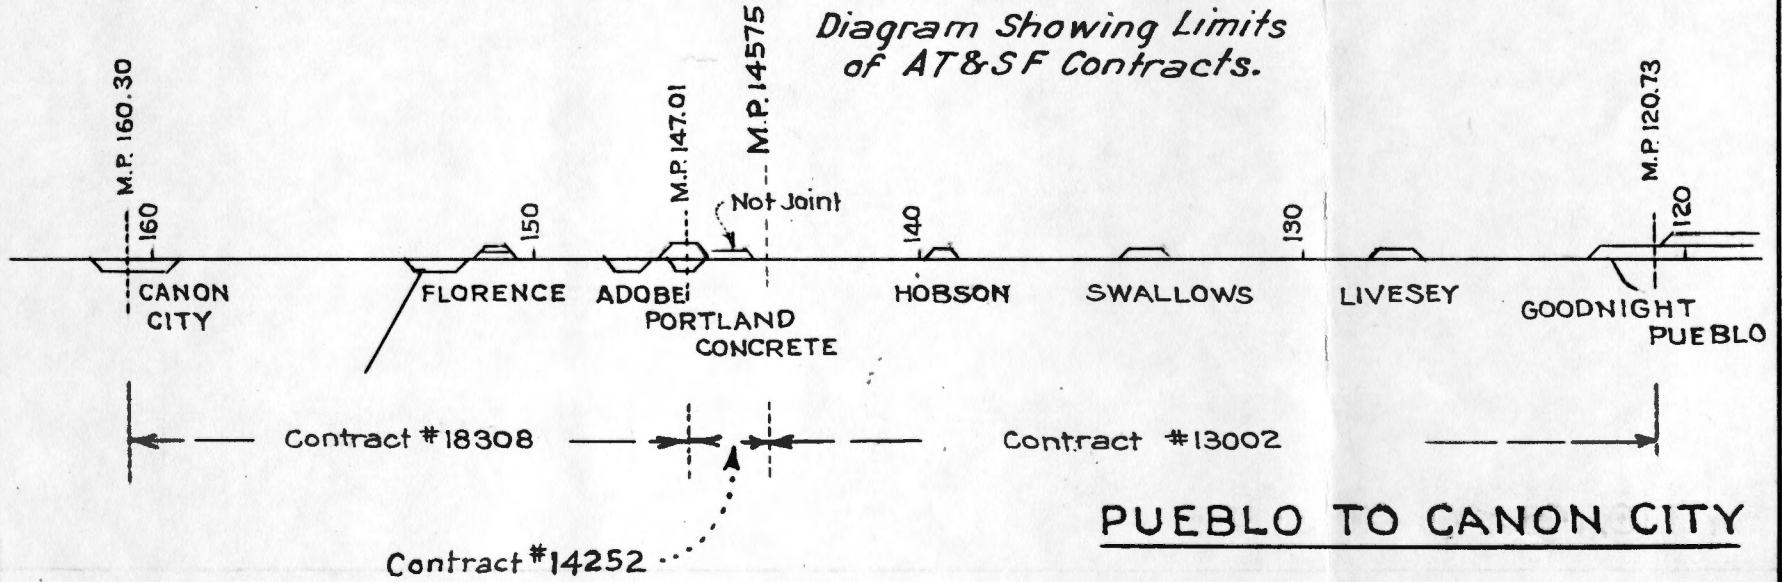 Diagram Showing Limits
of AT&SF Contracts.
M.P. 160.30
160
150
M.P. 147.01
M.P. 14575
Not Joint
140
130
M.P. 120.73
120
CANON
CITY
FLORENCE
ADOBE
PORTLAND
CONCRETE
HOBSON
SWALLOWS
LIVESEY
GOODNIGHT
PUEBLO
Contract #18308
Contract #13002
Contract #14252
PUEBLO TO CANON CITY